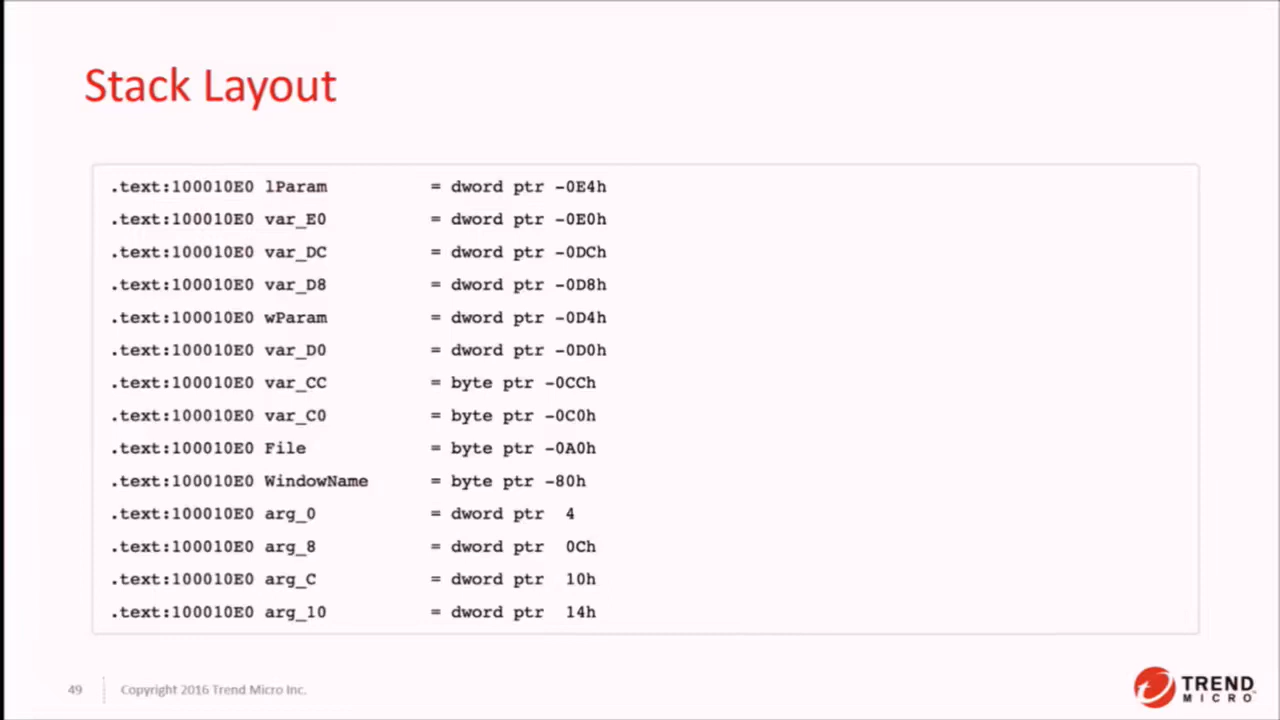 Stack Layout
.text:100010E0 lParam = dword ptr -0E4h
.text:100010E0 var_E0 = dword ptr -0E0h
.text:100010E0 var_DC = dword ptr -0DCh
.text:100010E0 var_D8 = dword ptr -0D8h
.text:100010E0 wParam = dword ptr -0D4h
.text:100010E0 var_D0 = dword ptr -0D0h
.text:100010E0 var_CC = byte ptr -0CCh
.text:100010E0 var_C0 = byte ptr -0C0h
.text:100010E0 File = byte ptr -0A0h
.text:100010E0 WindowName = byte ptr -80h
.text:100010E0 arg_0 = dword ptr 4
.text:100010E0 arg_8 = dword ptr 0Ch
.text:100010E0 arg_C = dword ptr 10h
.text:100010E0 arg_10 = dword ptr 14h
49 Copyright 2016 Trend Micro Inc.
TREND
MICRO